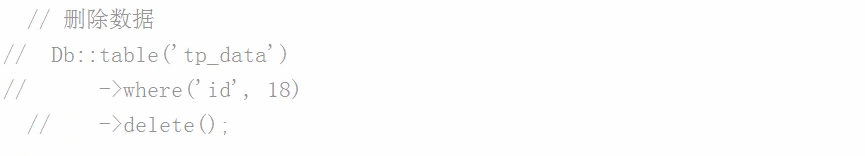 // 删除数据
// Db::table('tp_data')
// ->where('id', 18)
// ->delete();